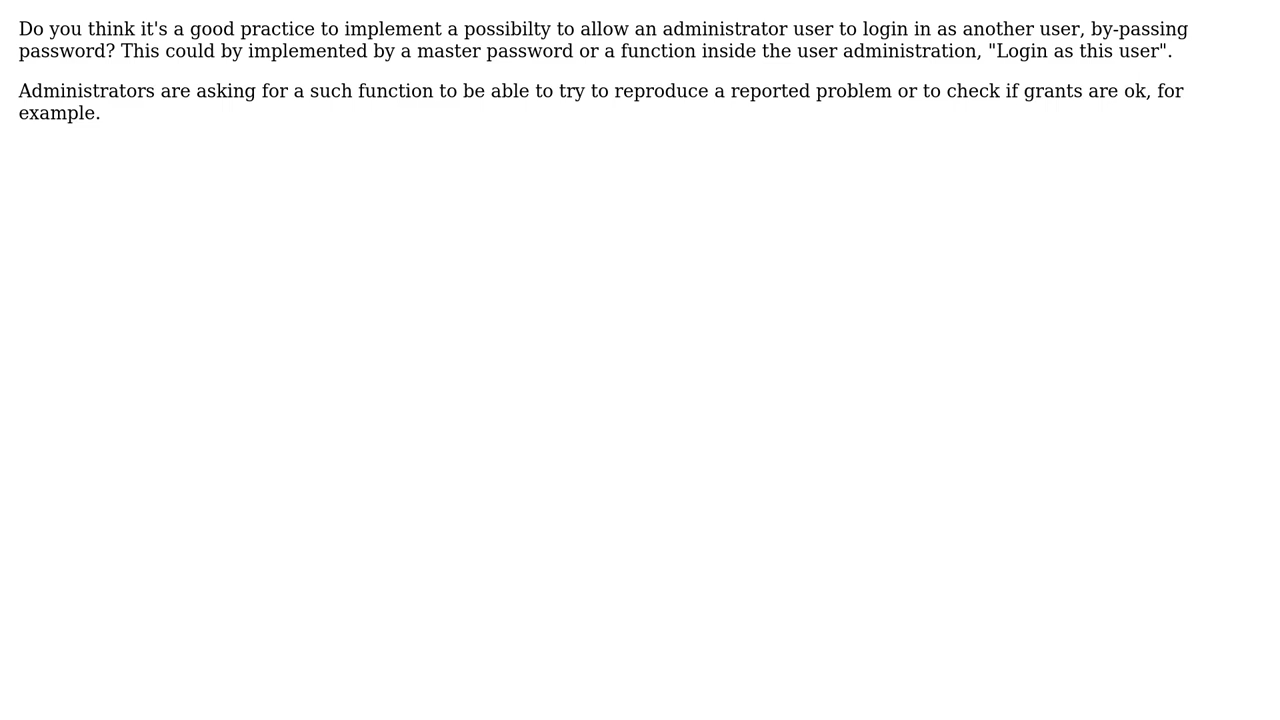 Do you think it's a good practice to implement a possibilty to allow an administrator user to login in as another user, by-passing
password? This could by implemented by a master password or a function inside the user administration, "Login as this user".
Administrators are asking for a such function to be able to try to reproduce a reported problem or to check if grants are ok, for
example.